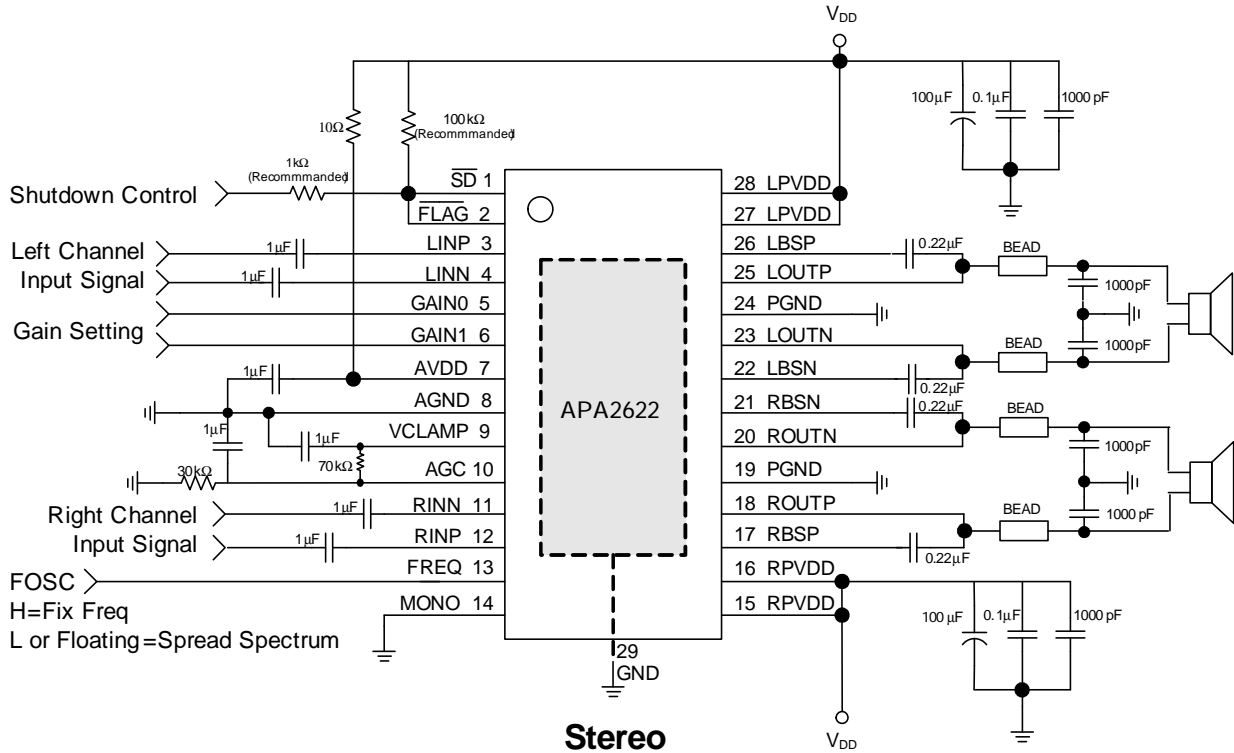 VDD
100µF
0.1µF
1000 pF
10Ω
100kΩ
(Recommmanded)
1kΩ
(Recommmanded)
Shutdown Control
Left Channel
Input Signal
Gain Setting
1µF
1µF
1µF
1µF
1µF
70kΩ
30kΩ
Right Channel
Input Signal
1µF
1µF
FOSC
H=Fix Freq
L or Floating=Spread Spectrum
SD 1
FLAG 2
LINP 3
LINN 4
GAIN0 5
GAIN1 6
AVDD 7
AGND 8
VCLAMP 9
AGC 10
RINN 11
RINP 12
FREQ 13
MONO 14
APA2622
29
GND
28 LPVDD
27 LPVDD
26 LBSP
25 LOUTP
24 PGND
23 LOUTN
22 LBSN
21 RBSN
20 ROUTN
19 PGND
18 ROUTP
17 RBSP
16 RPVDD
15 RPVDD
0.22µF
BEAD
1000pF
1000pF
BEAD
0.22µF
0.22µF
BEAD
1000pF
1000pF
BEAD
0.22µF
100µF
0.1µF
1000pF
VDD
Stereo